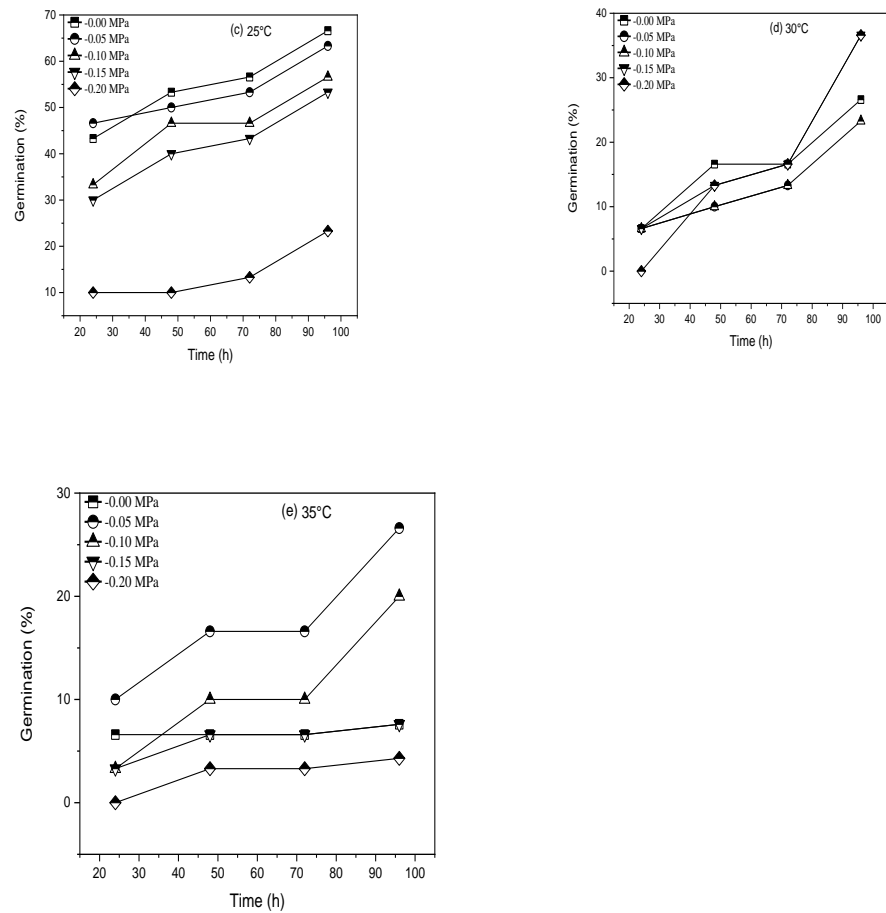 (c) 25°C
-0.00 MPa
-0.05 MPa
-0.10 MPa
-0.15 MPa
-0.20 MPa
70
60
50
40
30
20
10
Germination (%)
20 30 40 50 60 70 80 90 100
Time (h)
(d) 30°C
-0.00 MPa
-0.05 MPa
-0.10 MPa
-0.15 MPa
-0.20 MPa
40
30
20
10
0
Germination (%)
20 30 40 50 60 70 80 90 100
Time (h)
(e) 35°C
-0.00 MPa
-0.05 MPa
-0.10 MPa
-0.15 MPa
-0.20 MPa
30
20
10
0
Germination (%)
20 30 40 50 60 70 80 90 100
Time (h)